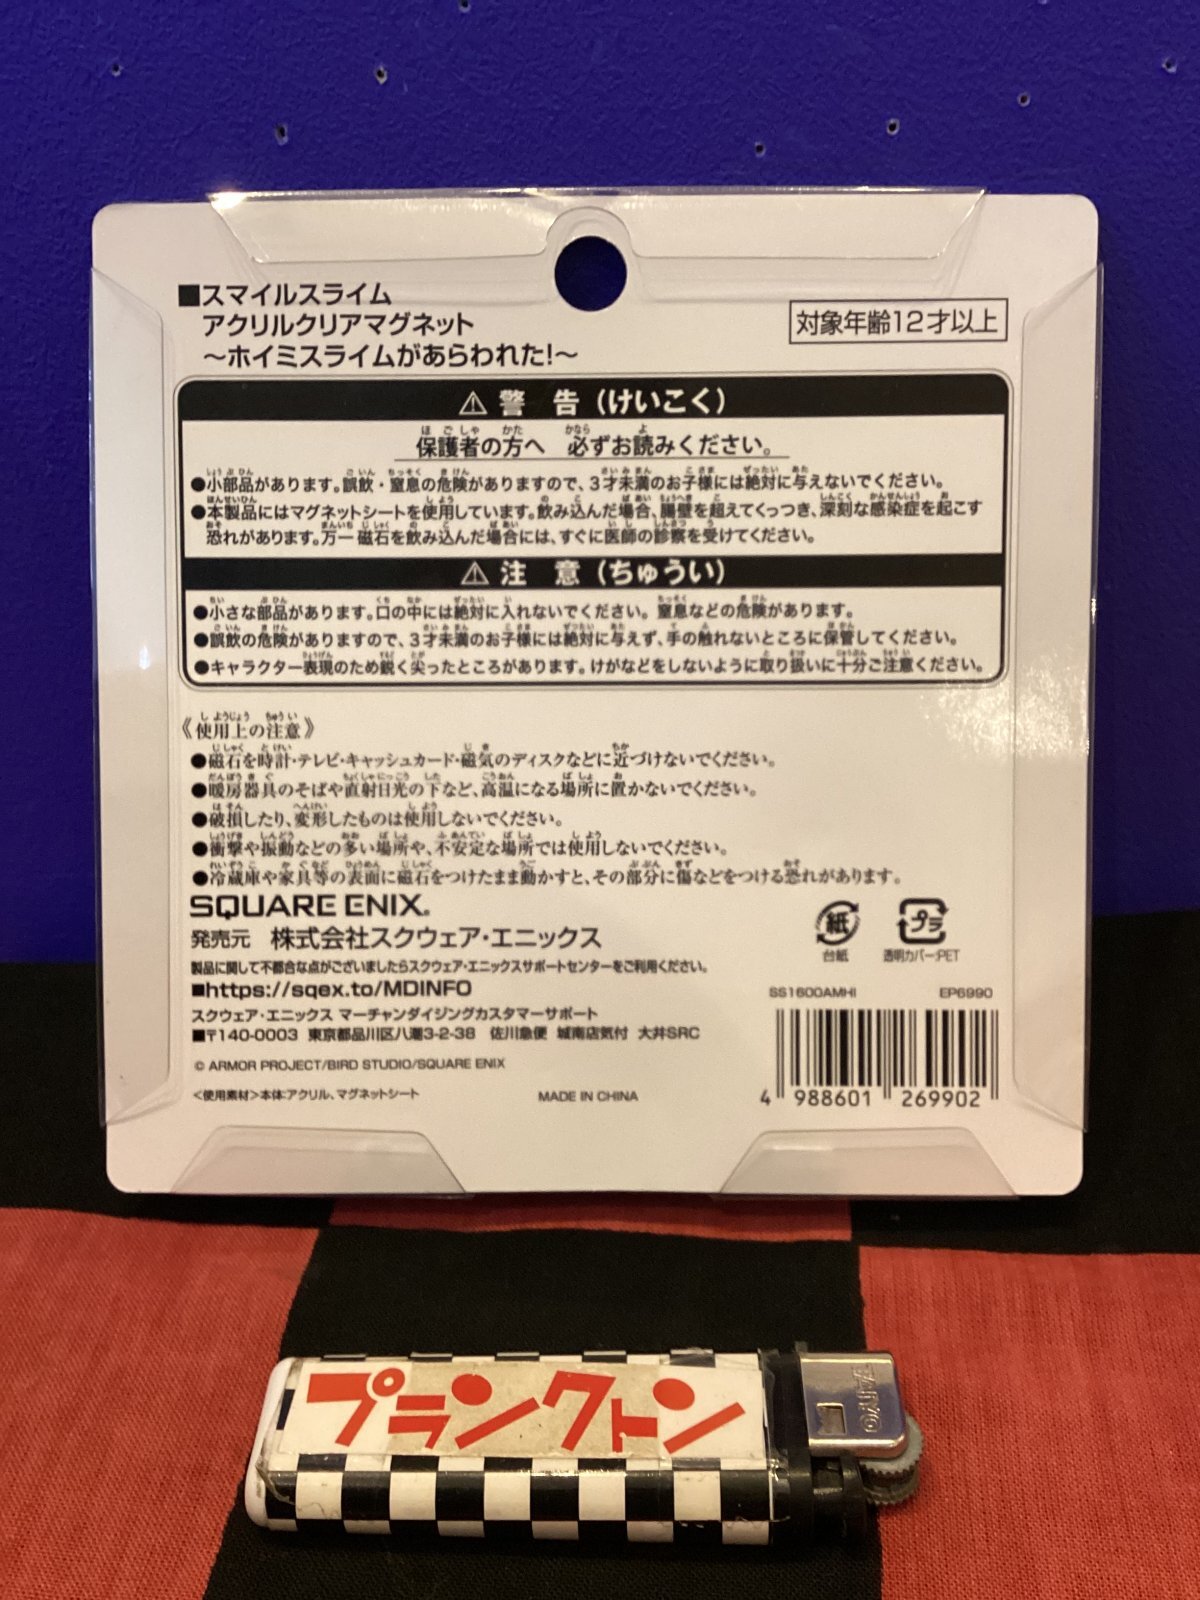 ■スマイルスライム
アクリルクリアマグネット
～ホイミスライムがあらわれた!～
対象年齢12才以上
⚠警 告(けいこく)
保護者の方へ 必ずお読みください。
●小部品があります。誤飲・窒息の危険がありますので、3才未満のお子様には絶対に与えないでください。
●本製品にはマグネットシートを使用しています。飲み込んだ場合、腸壁を超えてくっつき、深刻な感染症を起こす
恐れがあります。万一磁石を飲み込んだ場合には、すぐに医師の診察を受けてください。
⚠注 意(ちゅうい)
●小さな部品があります。口の中には絶対に入れないでください。窒息などの危険があります。
●誤飲の危険がありますので、3才未満のお子様には絶対に与えず、手の触れないところに保管してください。
●キャラクター表現のため鋭く尖ったところがあります。けがなどをしないように取り扱いに十分ご注意ください。
《使用上の注意》
●磁石を時計・テレビ・キャッシュカード・磁気のディスクなどに近づけないでください。
●暖房器具のそばや直射日光の下など、高温になる場所に置かないでください。
●破損したり、変形したものは使用しないでください。
●衝撃や振動などの多い場所や、不安定な場所では使用しないでください。
●冷蔵庫や家具等の表面に磁石をつけたまま動かすと、その部分に傷などをつける恐れがあります。
SQUARE ENIX.
発売元 株式会社スクウェア・エニックス
製品に関して不都合な点がございましたらスクウェア・エニックスサポートセンターをご利用ください。
■https://sqex.to/MDINFO
スクウェア・エニックス マーチャンダイジングカスタマーサポート
■〒140-0003 東京都品川区八潮3-2-38 佐川急便 城南店気付 大井SRC
© ARMOR PROJECT/BIRD STUDIO/SQUARE ENIX
<使用素材>本体:アクリル、マグネットシート
MADE IN CHINA
紙
台紙
プラ
透明カバー:PET
SS1600AMHI
EP6990
4 988601 269902
プランクトン
TAIYO